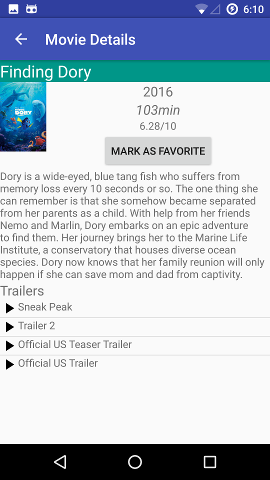 6:10
Movie Details
Finding Dory
DORY
2016
103min
6.28/10
MARK AS FAVORITE
Dory is a wide-eyed, blue tang fish who suffers from
memory loss every 10 seconds or so. The one thing she
can remember is that she somehow became separated
from her parents as a child. With help from her friends
Nemo and Marlin, Dory embarks on an epic adventure
to find them. Her journey brings her to the Marine Life
Institute, a conservatory that houses diverse ocean
species. Dory now knows that her family reunion will only
happen if she can save mom and dad from captivity.
Trailers
Sneak Peak
Trailer 2
Official US Teaser Trailer
Official US Trailer